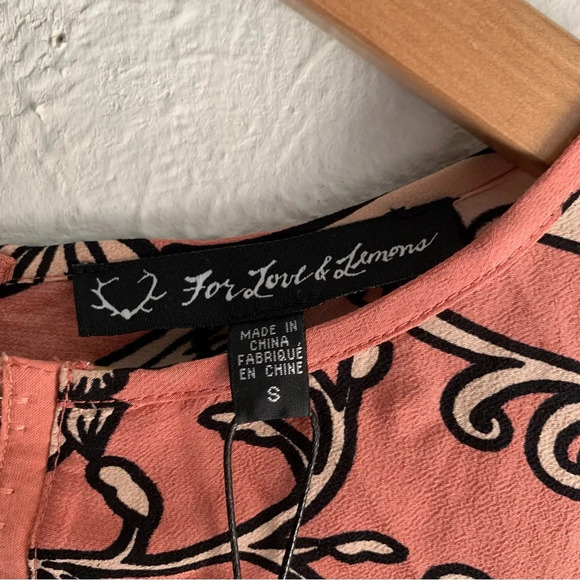 For Love & Lemons
MADE IN
CHINA
FABRIQUÉ
EN CHINE
S